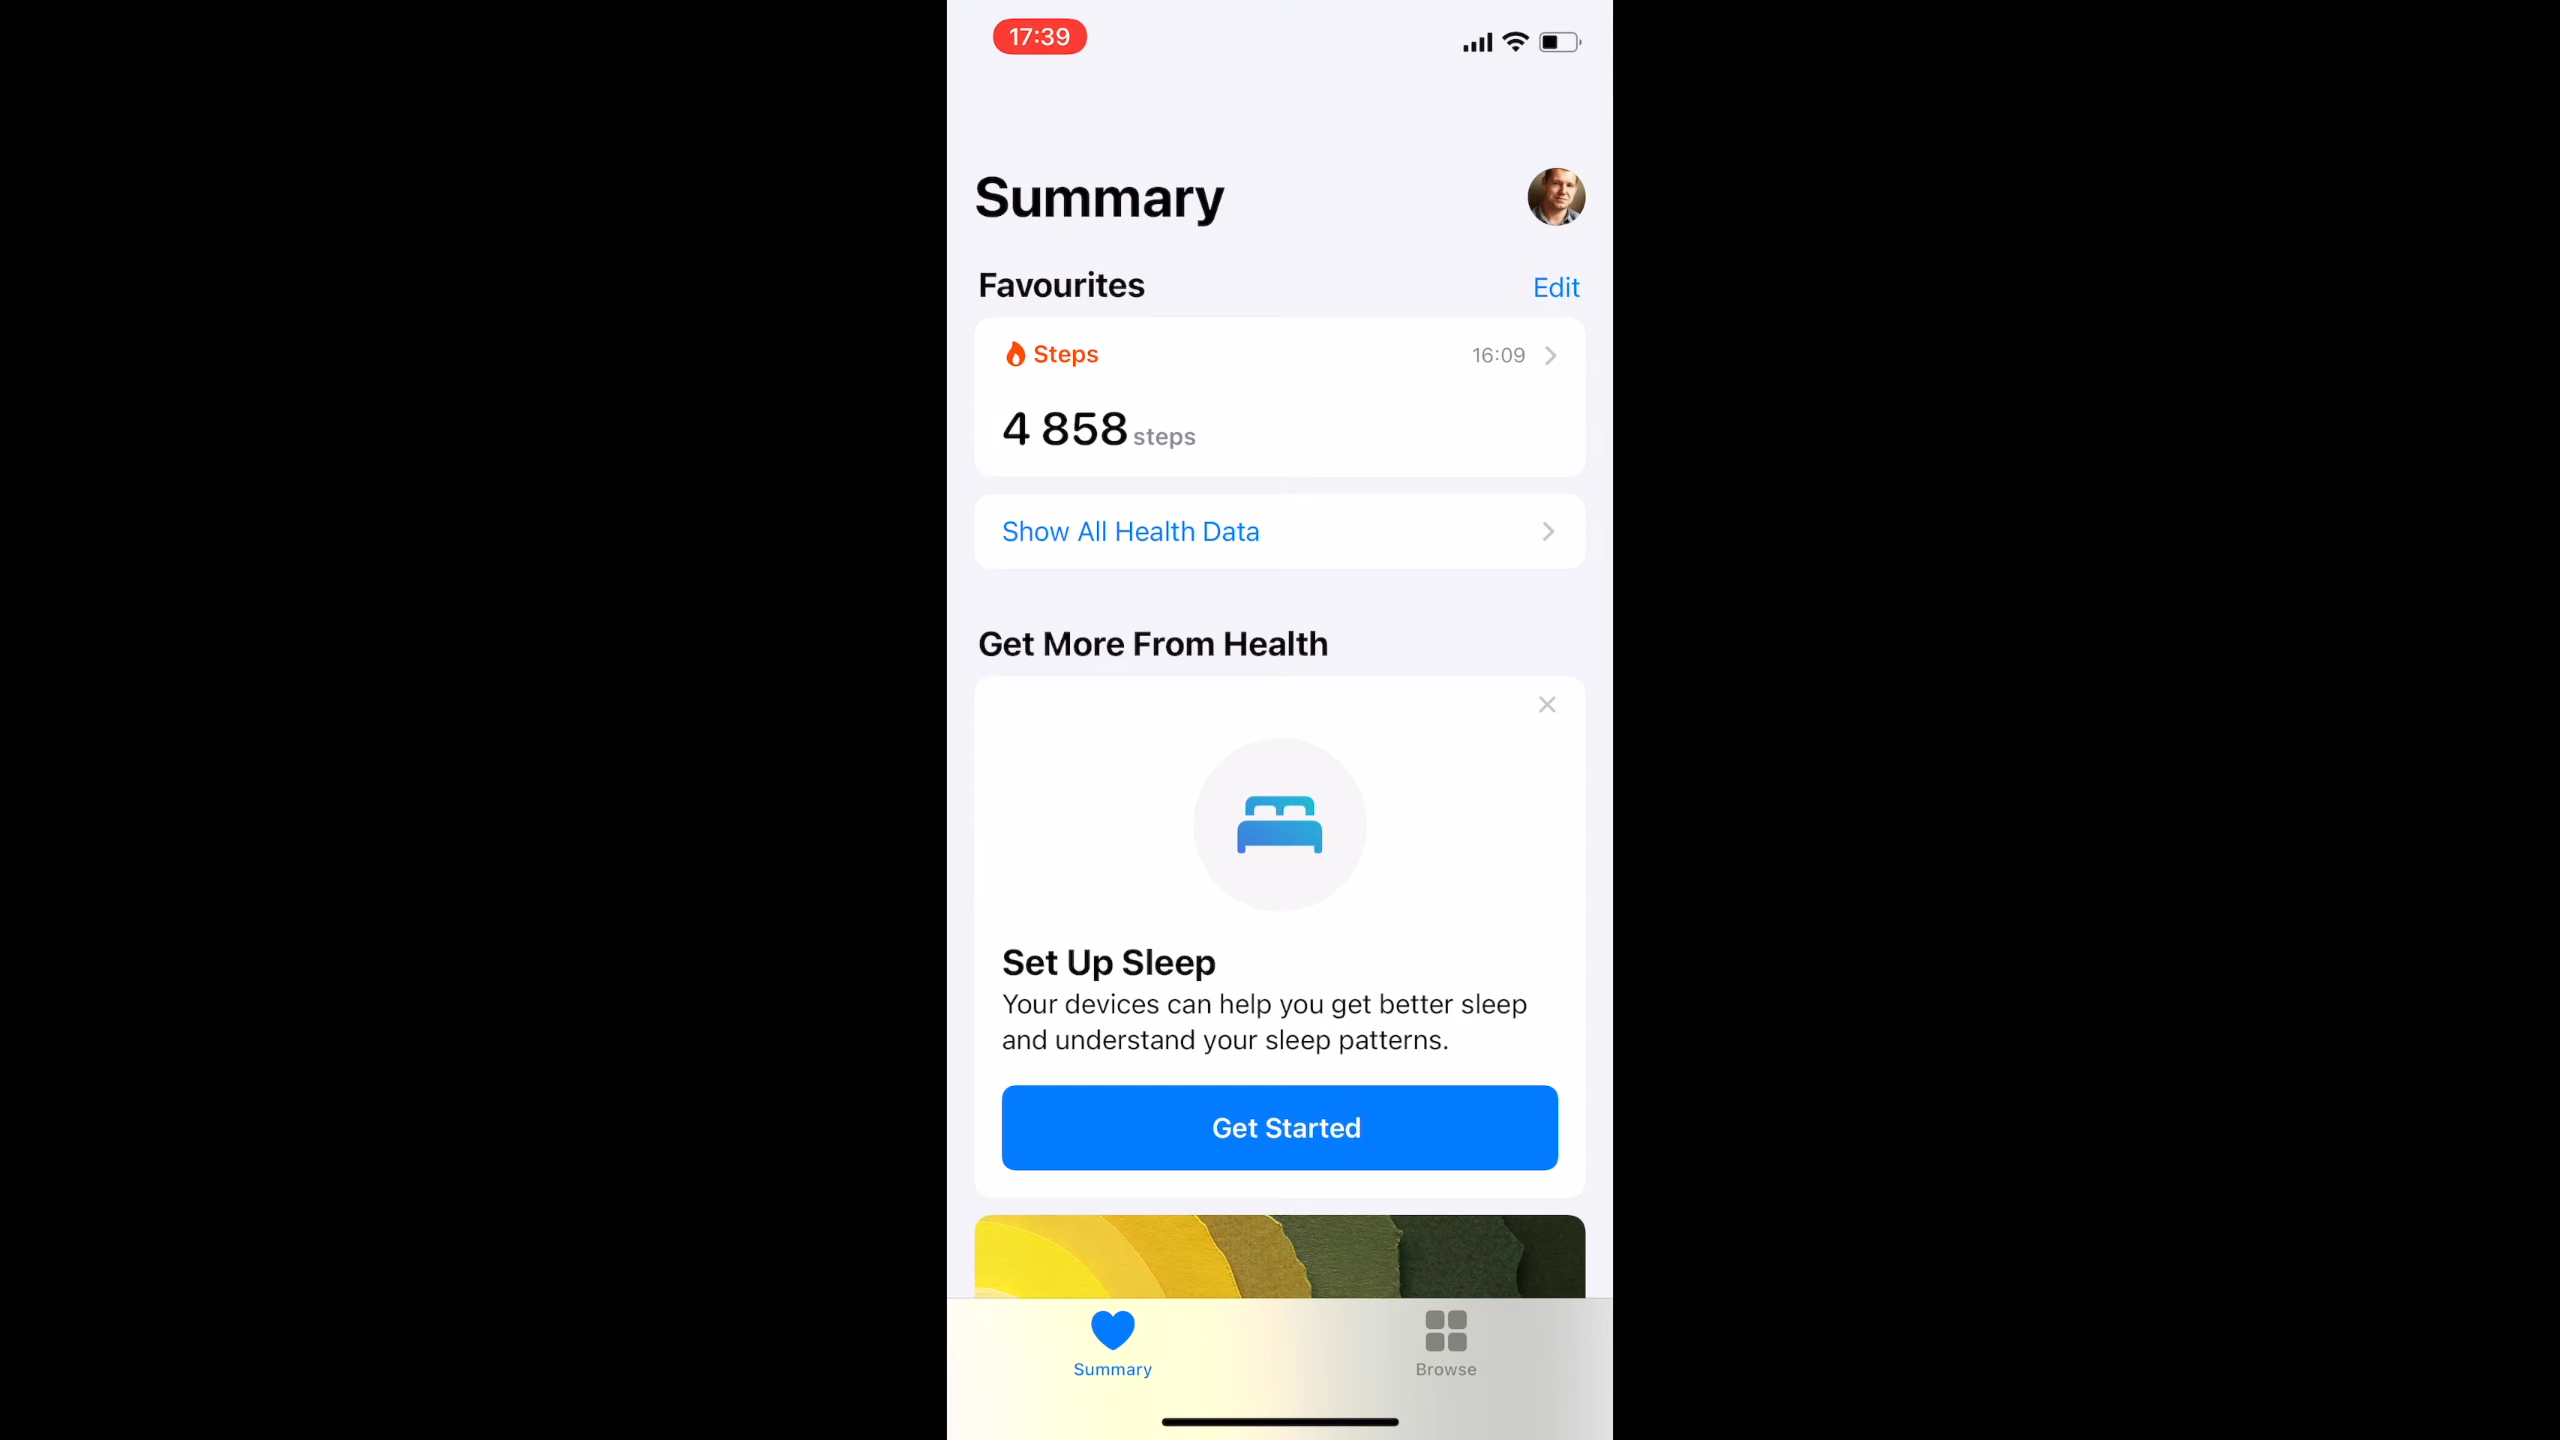 17:39
Summary
Favourites
Edit
Steps
16:09
4 858 steps
Show All Health Data
Get More From Health
Set Up Sleep
Your devices can help you get better sleep
and understand your sleep patterns.
Get Started
Summary
Browse